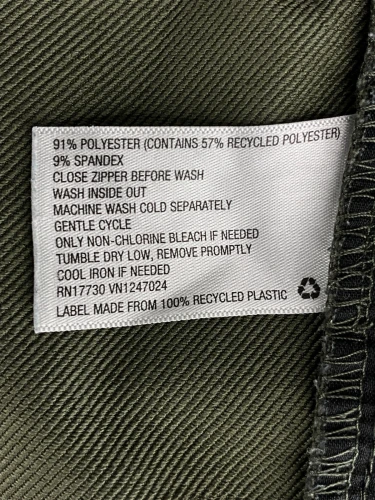 91% POLYESTER (CONTAINS 57% RECYCLED POLYESTER)
9% SPANDEX
CLOSE ZIPPER BEFORE WASH
WASH INSIDE OUT
MACHINE WASH COLD SEPARATELY
GENTLE CYCLE
ONLY NON-CHLORINE BLEACH IF NEEDED
TUMBLE DRY LOW, REMOVE PROMPTLY
COOL IRON IF NEEDED
RN17730 VN1247024
LABEL MADE FROM 100% RECYCLED PLASTIC